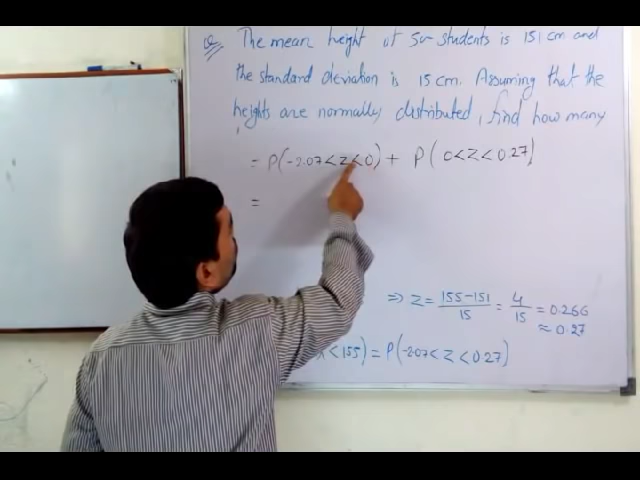 Q. The mean height of 50 students is 151 cm and
the standard deviation is 15 cm. Assuming that the
heights are normally distributed, find how many
= P(-2.07<Z<0) + P(0<Z<0.27)
=
⇒ Z = 155-151/15 = 4/15 = 0.266
≈ 0.27
<155) = P(-2.07<Z<0.27)